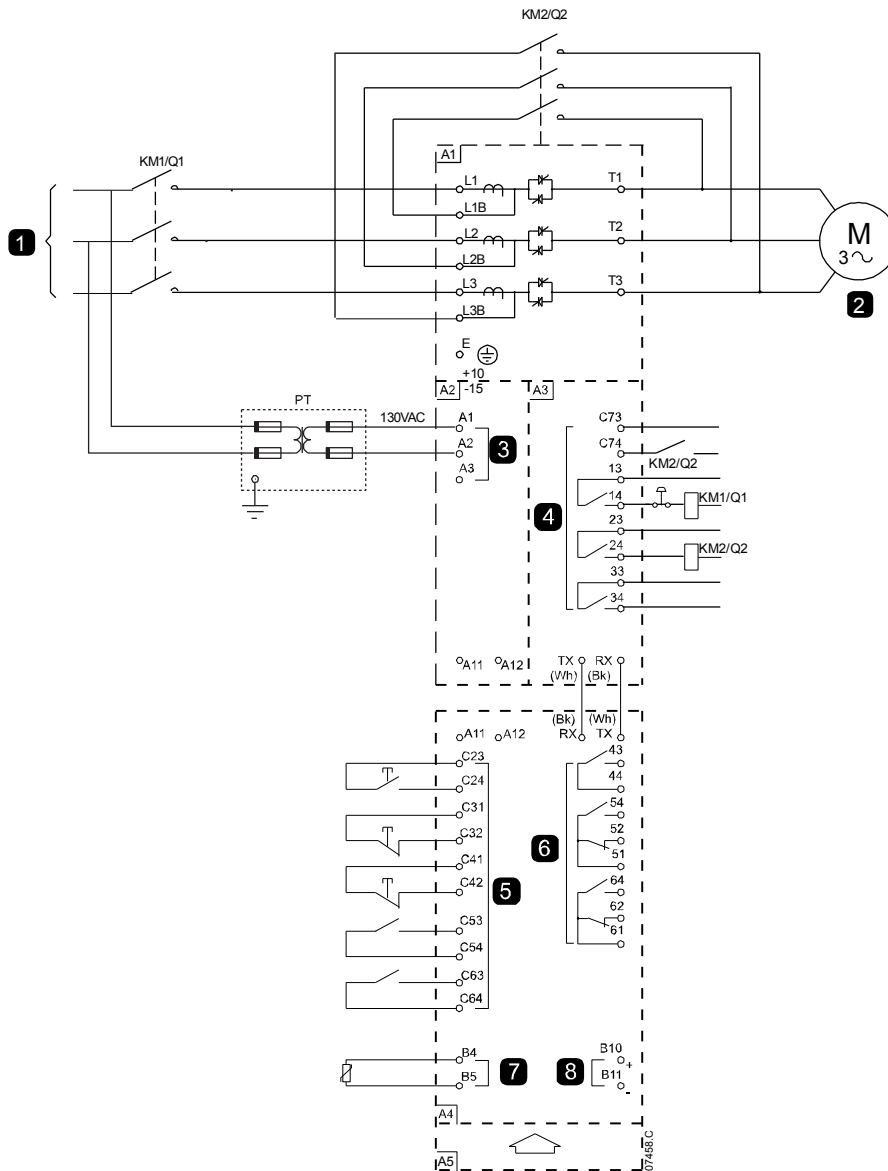 KM2/Q2
A1
KM1/Q1
L1
T1
L1B
1
L2
T2
M
3
L2B
L3
T3
2
L3B
E
+10
-15
A2
A3
PT
130VAC
A1
C73
A2
3
C74
A3
KM2/Q2
13
4
14
KM1/Q1
23
24
KM2/Q2
33
34
A11
A12
TX
RX
(Wh)
(Bk)
(Bk)
(Wh)
A11
A12
RX
TX
C23
43
C24
44
C31
54
C32
52
6
C41
51
C42
5
64
C53
62
C54
61
C63
C64
B4
B10
7
8
+
B5
B11
-
A4
A5
07458.C